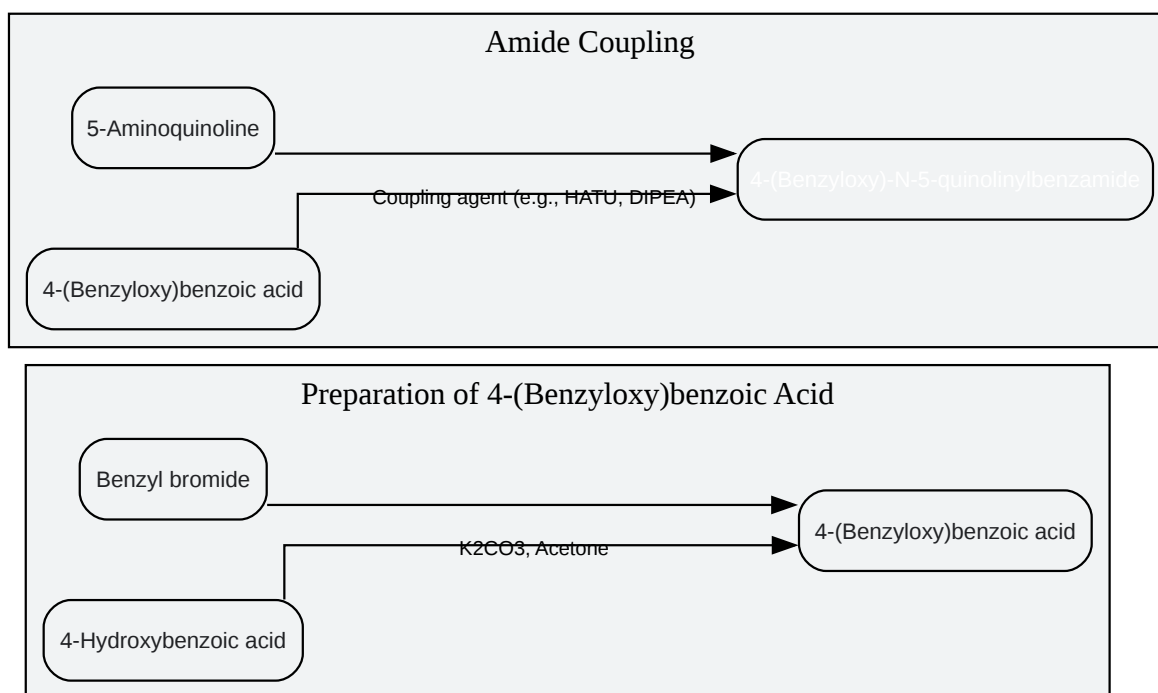 Amide Coupling
5-Aminoquinoline
4-(Benzyloxy)-N-5-quinolinylbenzamide
Coupling agent (e.g., HATU, DIPEA)
4-(Benzyloxy)benzoic acid
Preparation of 4-(Benzyloxy)benzoic Acid
Benzyl bromide
4-(Benzyloxy)benzoic acid
K2CO3, Acetone
4-Hydroxybenzoic acid